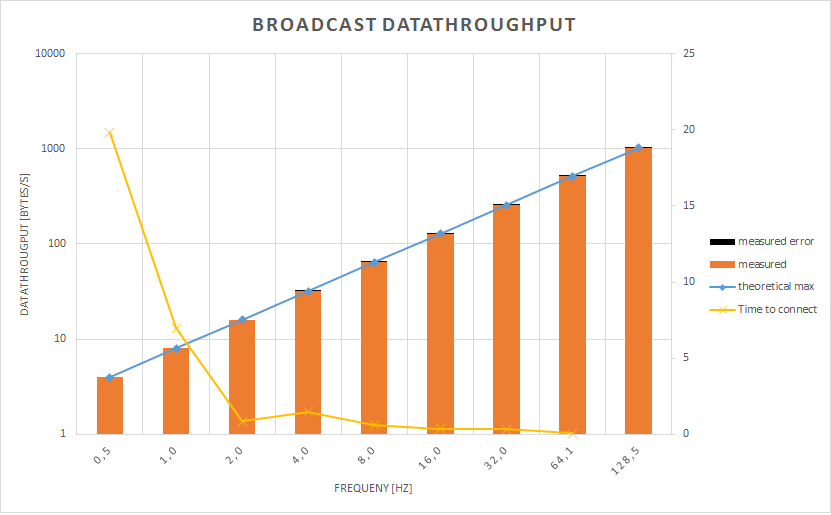 BROADCAST DATATHROUGHPUT
10000
1000
100
10
1
DATATHROUGPUT [BYTES/S]
25
20
15
10
5
0
measured error
measured
theoretical max
Time to connect
0,5
1,0
2,0
4,0
8,0
16,0
32,0
64,1
128,5
FREQUENY [HZ]